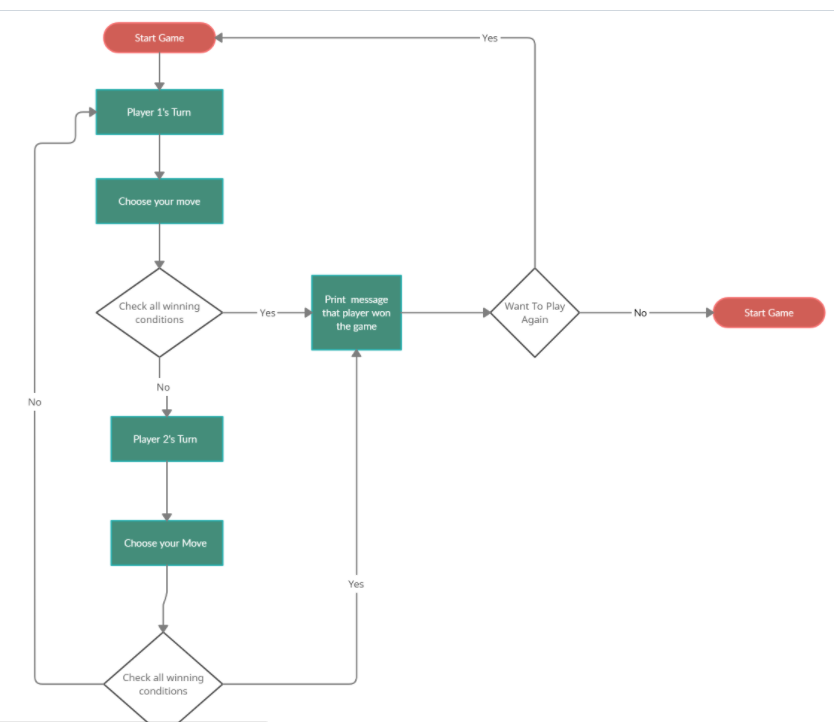 Start Game
Yes
Player 1's Turn
Choose your move
Check all winning
conditions
Yes
Print message
that player won
the game
Want To Play
Again
No
Start Game
No
No
Player 2's Turn
Choose your Move
Yes
Check all winning
conditions